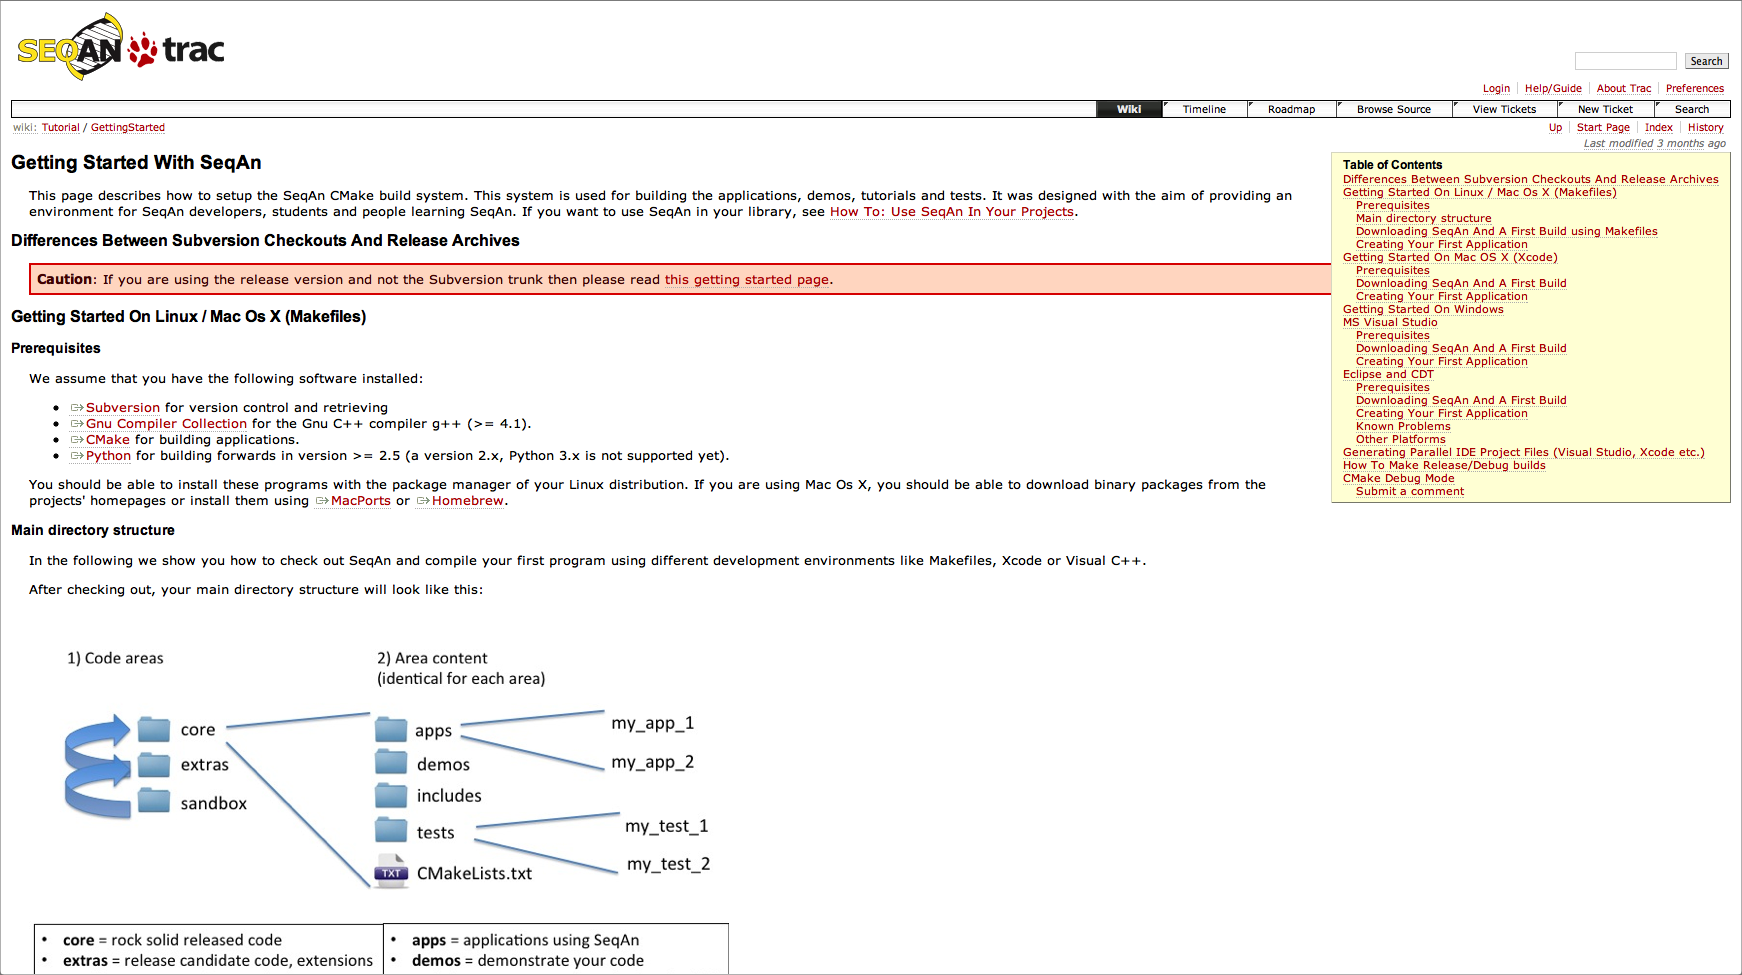 SEQAN trac
Search
Login Help/Guide About Trac Preferences
Wiki Timeline Roadmap Browse Source View Tickets New Ticket Search
wiki: Tutorial / GettingStarted
Up Start Page Index History
Last modified 3 months ago
Getting Started With SeqAn
This page describes how to setup the SeqAn CMake build system. This system is used for building the applications, demos, tutorials and tests. It was designed with the aim of providing an
environment for SeqAn developers, students and people learning SeqAn. If you want to use SeqAn in your library, see How To: Use SeqAn In Your Projects.
Differences Between Subversion Checkouts And Release Archives
Caution: If you are using the release version and not the Subversion trunk then please read this getting started page.
Getting Started On Linux / Mac Os X (Makefiles)
Prerequisites
We assume that you have the following software installed:
• Subversion for version control and retrieving
• Gnu Compiler Collection for the Gnu C++ compiler g++ (>= 4.1).
• CMake for building applications.
• Python for building forwards in version >= 2.5 (a version 2.x, Python 3.x is not supported yet).
You should be able to install these programs with the package manager of your Linux distribution. If you are using Mac Os X, you should be able to download binary packages from the
projects' homepages or install them using MacPorts or Homebrew.
Main directory structure
In the following we show you how to check out SeqAn and compile your first program using different development environments like Makefiles, Xcode or Visual C++.
After checking out, your main directory structure will look like this:
Table of Contents
Differences Between Subversion Checkouts And Release Archives
Getting Started On Linux / Mac Os X (Makefiles)
Prerequisites
Main directory structure
Downloading SeqAn And A First Build using Makefiles
Creating Your First Application
Getting Started On Mac OS X (Xcode)
Prerequisites
Downloading SeqAn And A First Build
Creating Your First Application
Getting Started On Windows
MS Visual Studio
Prerequisites
Downloading SeqAn And A First Build
Creating Your First Application
Eclipse and CDT
Prerequisites
Downloading SeqAn And A First Build
Creating Your First Application
Known Problems
Other Platforms
Generating Parallel IDE Project Files (Visual Studio, Xcode etc.)
How To Make Release/Debug builds
CMake Debug Mode
Submit a comment
1) Code areas
core
extras
sandbox
2) Area content
(identical for each area)
apps
demos
includes
tests
TXT CMakeLists.txt
my_app_1
my_app_2
my_test_1
my_test_2
• core = rock solid released code
• extras = release candidate code, extensions
• apps = applications using SeqAn
• demos = demonstrate your code